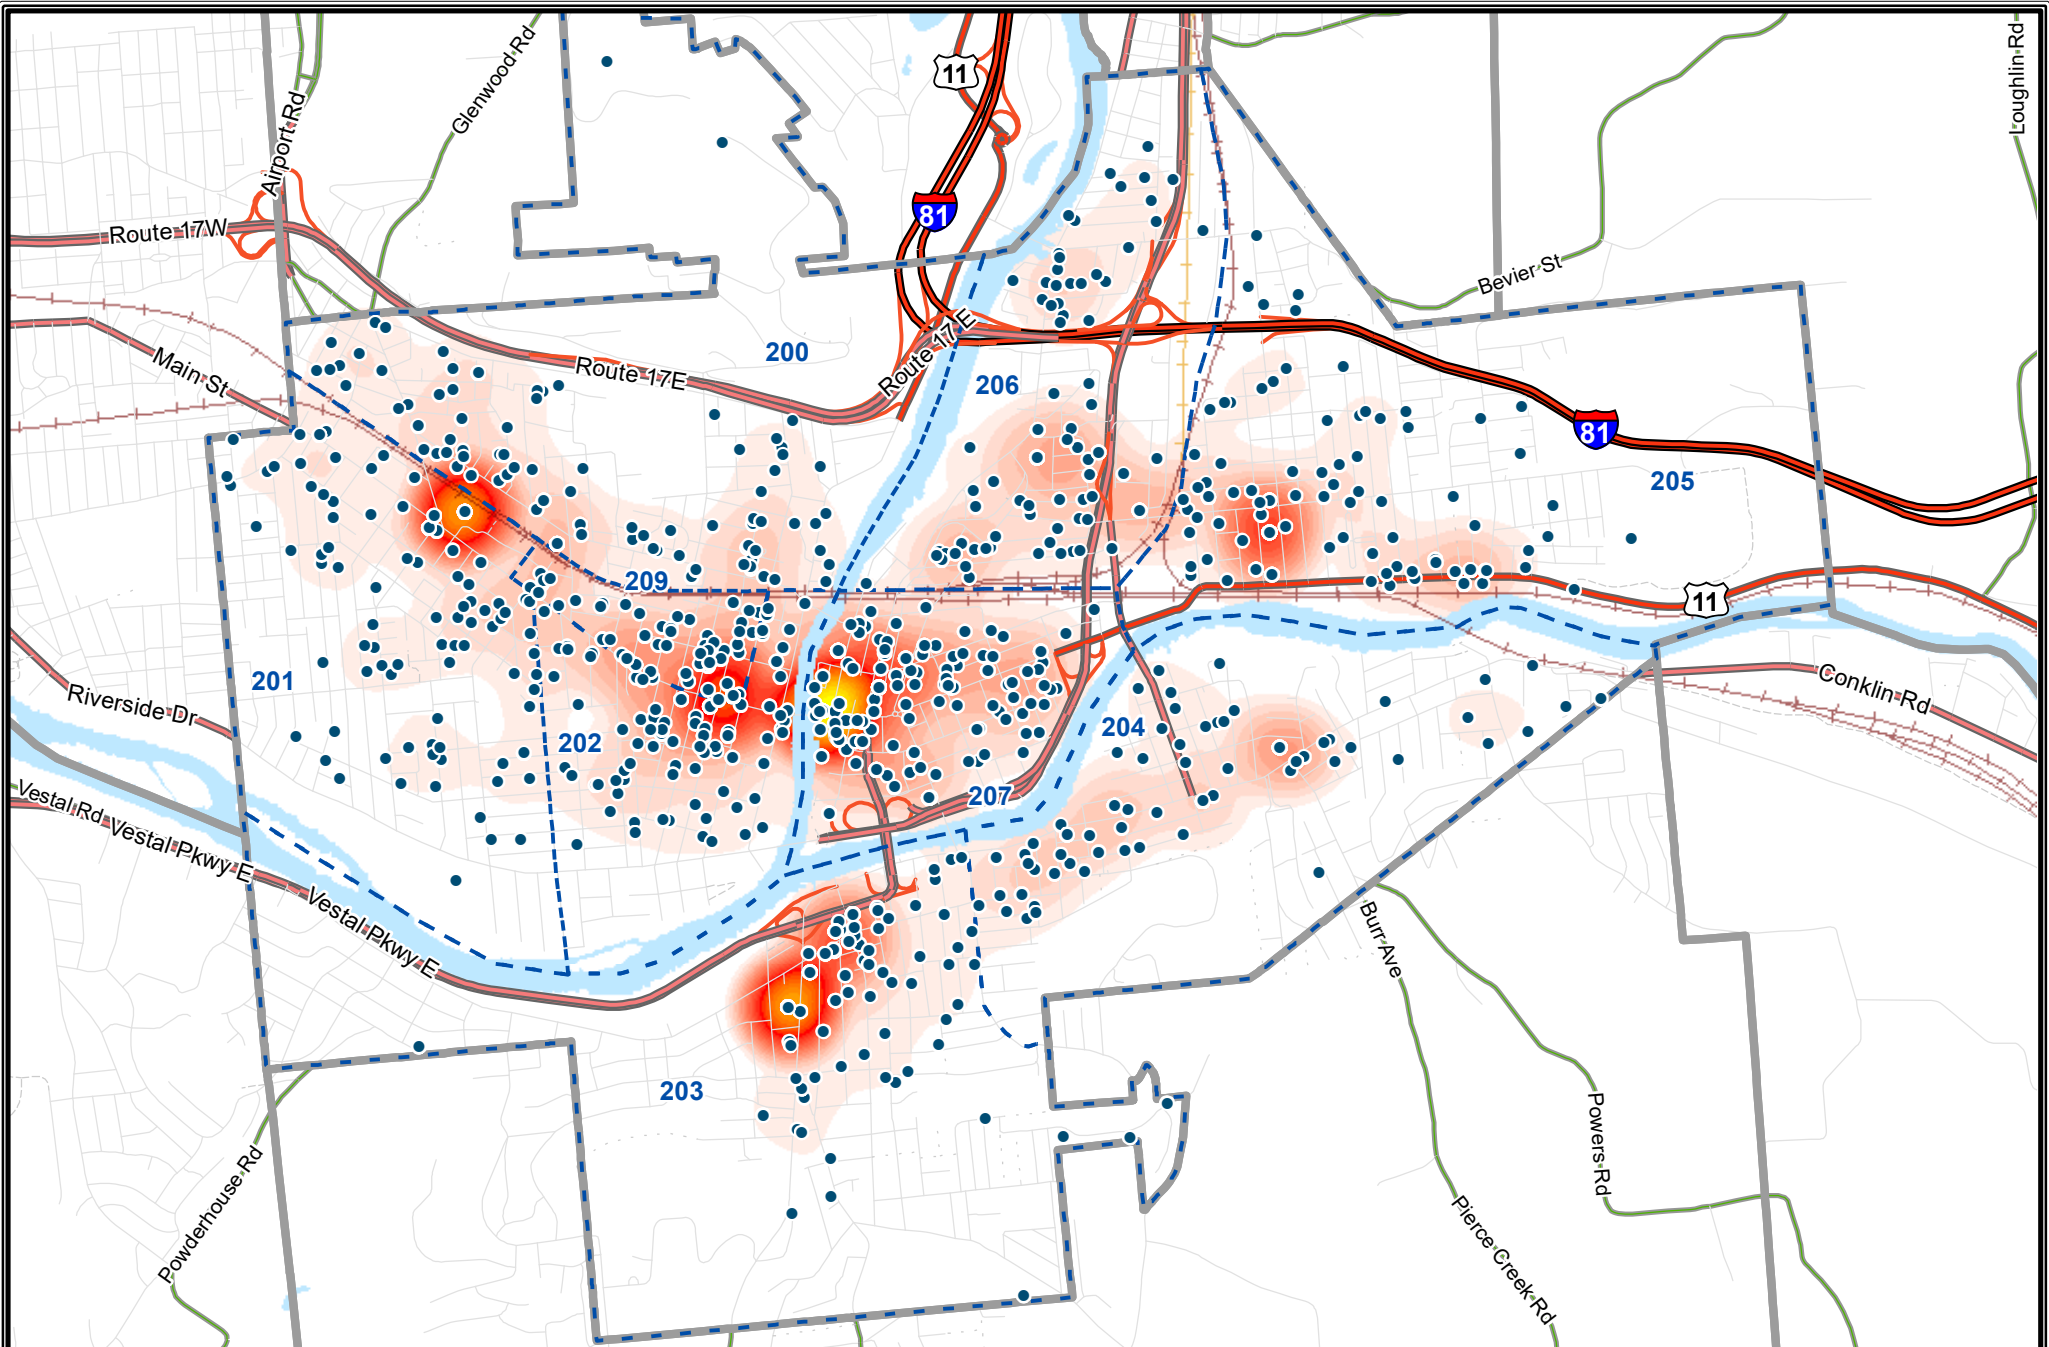 Glenwood Rd
11
Loughlin Rd
Airport Rd
81
Route 17W
Bevier St
Route 17 E
200
Main St
Route 17E
206
81
205
209
11
201
Riverside Dr
Conklin Rd
204
202
207
Vestal Rd
Vestal Pkwy E
Vestal Pkwy E
Burr Ave
203
Powers Rd
Powderhouse Rd
Pierce Creek Rd